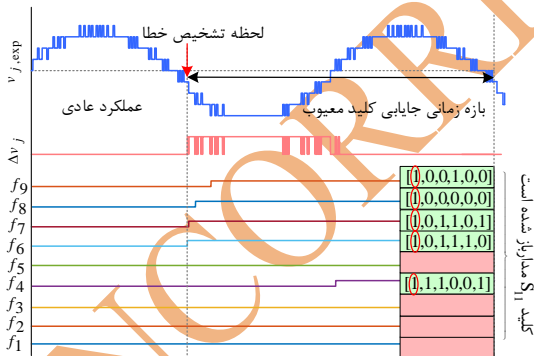 لحظه تشخیص خطا
v j,exp
عملکرد عادی
بازه زمانی جایابی کلید معیوب
Δv j
f9
[1,0,0,1,0,0]
f8
[1,0,0,0,0,0]
f7
[1,0,1,1,0,1]
f6
[1,0,1,1,1,0]
f5
f4
[1,1,1,0,0,1]
f3
f2
f1
کلید S11 مدارباز شده است
NCORRE